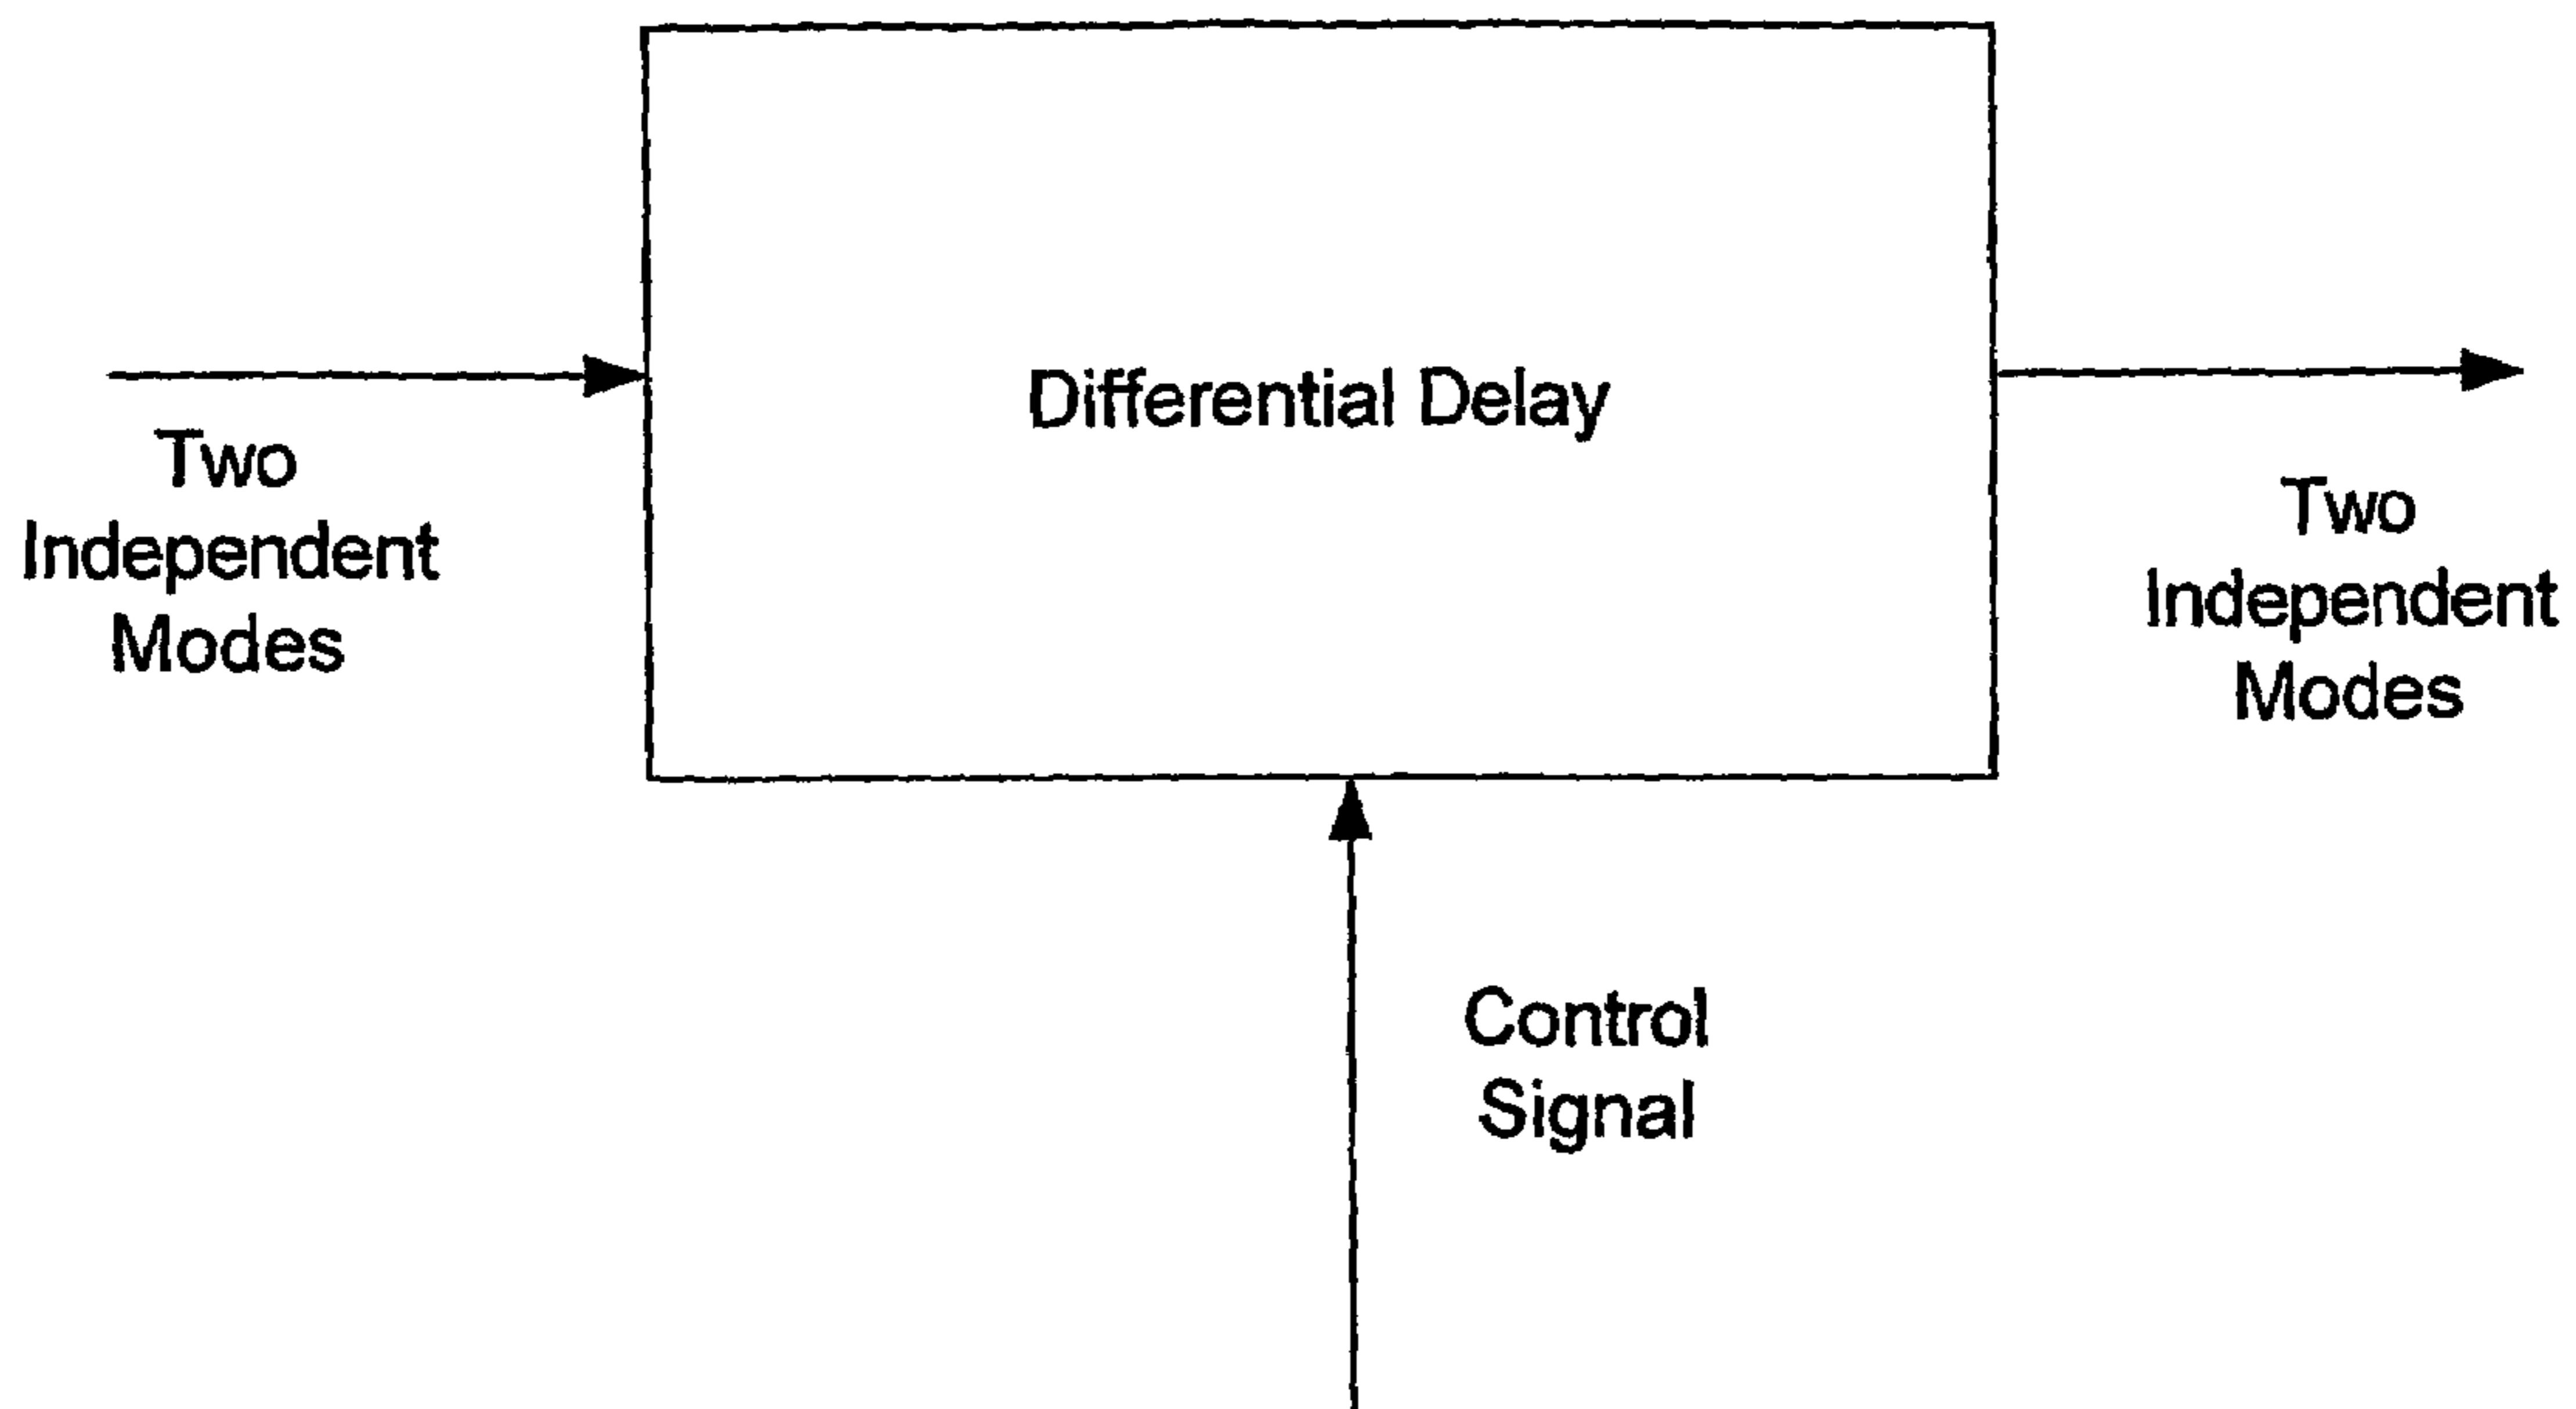 Differential Delay
Two
Independent
Modes
Two
Independent
Modes
Control
Signal